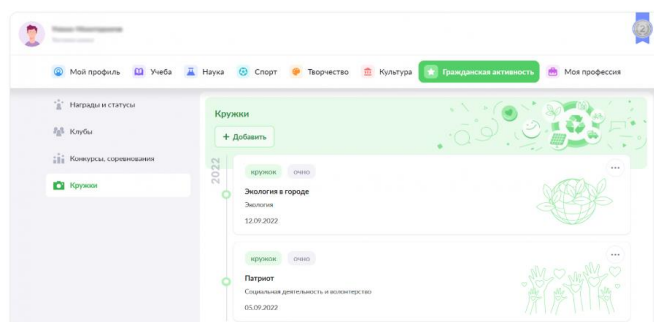 2
Мой профиль Учеба Наука Спорт Творчество Культура Гражданская активность Моя профессия
Награды и статусы
Клубы
Конкурсы, соревнования
Кружки
Кружки
+ Добавить
2022
кружок очно
Экология в городе
Экология
12.09.2022
кружок очно
Патриот
Социальная деятельность и волонтерство
05.09.2022